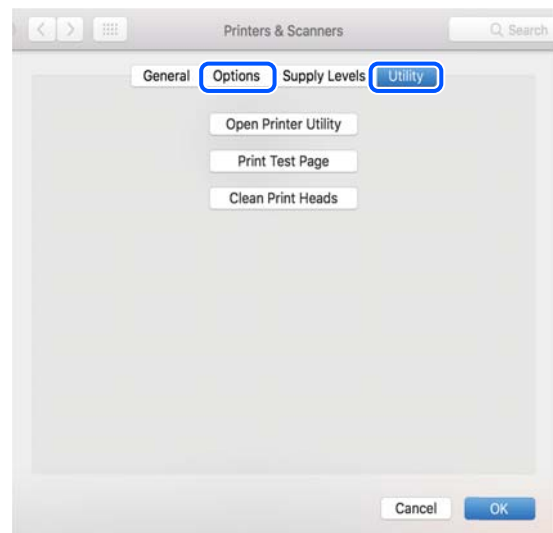 Printers & Scanners Search
General Options Supply Levels Utility
Open Printer Utility
Print Test Page
Clean Print Heads
Cancel OK